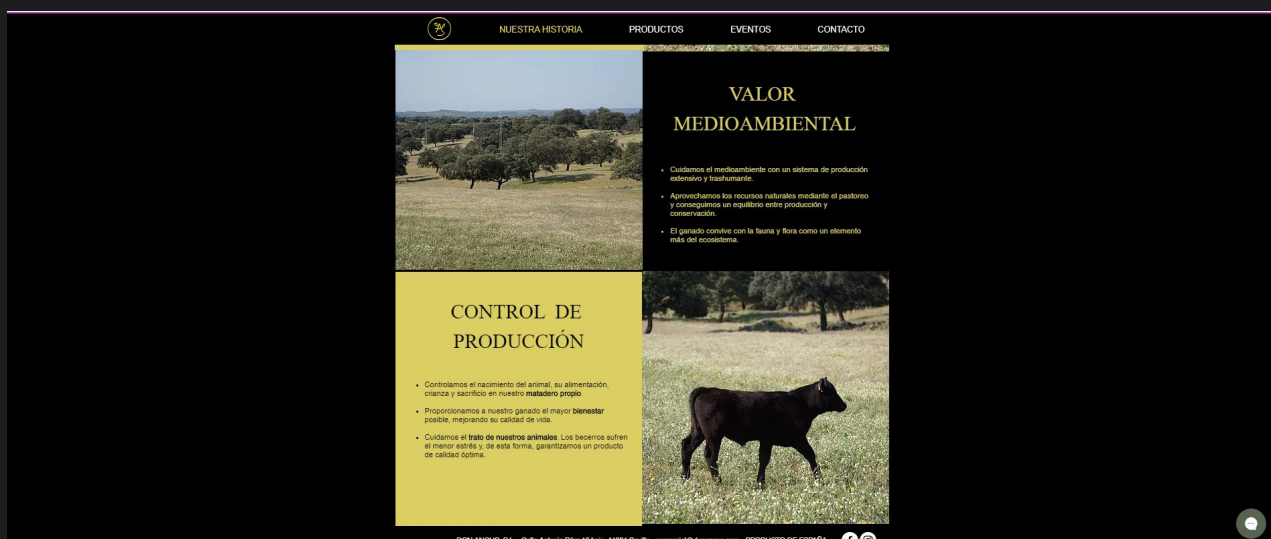 NUESTRA HISTORIA PRODUCTOS EVENTOS CONTACTO
VALOR
MEDIOAMBIENTAL
• Cuidamos el medioambiente con un sistema de producción
extensivo y trashumante.
• Aprovechamos los recursos naturales mediante el pastoreo
y conseguimos un equilibrio entre producción y
conservación.
• El ganado convive con la fauna y flora como un elemento
más del ecosistema.
CONTROL DE
PRODUCCIÓN
• Controlamos el nacimiento del animal, su alimentación,
crianza y sacrificio en nuestro matadero propio.
• Proporcionamos a nuestro ganado el mayor bienestar
posible, mejorando su calidad de vida.
• Cuidamos el trato de nuestros animales. Los becerros sufren
el menor estrés y, de esta forma, garantizamos un producto
de calidad óptima.
PRODUCTO DE ESPAÑA